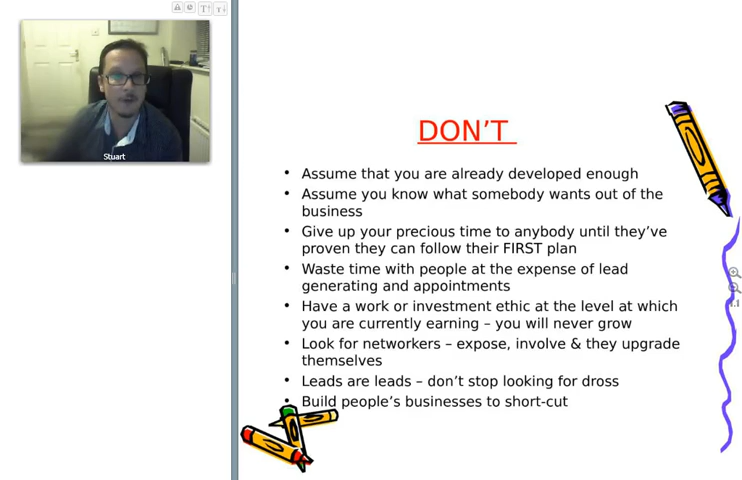 Stuart
DON'T
• Assume that you are already developed enough
• Assume you know what somebody wants out of the
business
• Give up your precious time to anybody until they've
proven they can follow their FIRST plan
• Waste time with people at the expense of lead
generating and appointments
• Have a work or investment ethic at the level at which
you are currently earning – you will never grow
• Look for networkers – expose, involve & they upgrade
themselves
• Leads are leads – don't stop looking for dross
• Build people's businesses to short-cut